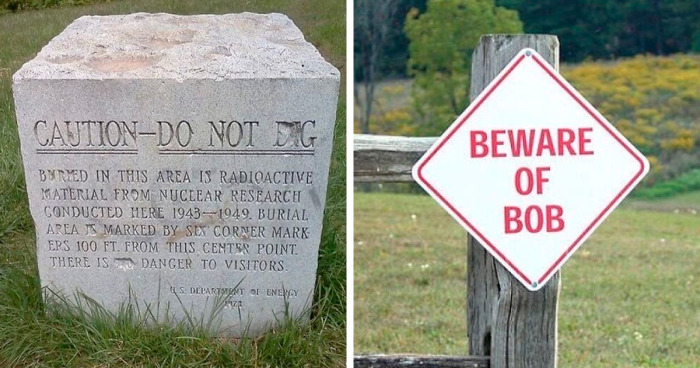 CAUTION—DO NOT DIG
BURIED IN THIS AREA IS RADIOACTIVE
MATERIAL FROM NUCLEAR RESEARCH
CONDUCTED HERE 1943—1949. BURIAL
AREA IS MARKED BY SIX CORNER MARK
ERS 100 FT. FROM THIS CENTER POINT.
THERE IS DANGER TO VISITORS
U.S. DEPARTMENT OF ENERGY
BEWARE
OF
BOB